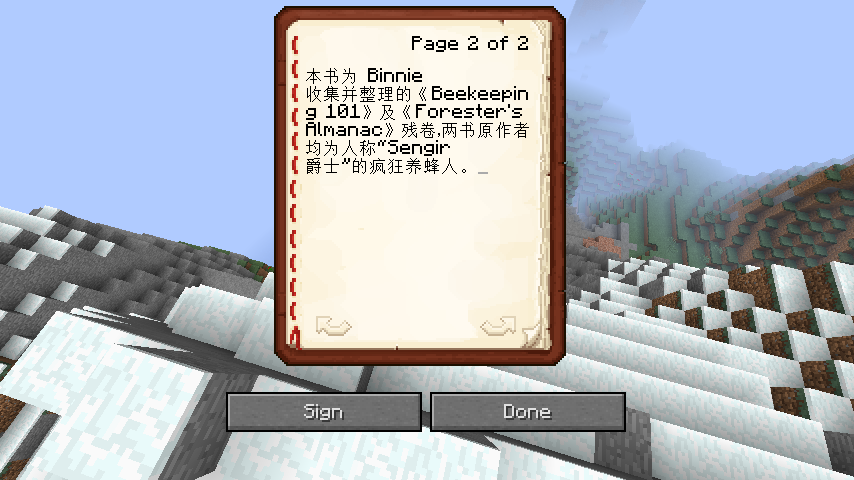 Page 2 of 2
本书为 Binnie
收集并整理的《Beekeepin
g 101》及《Forester's
Almanac》残卷,两书原作者
均为人称"Sengir
爵士"的疯狂养蜂人。_
Sign
Done